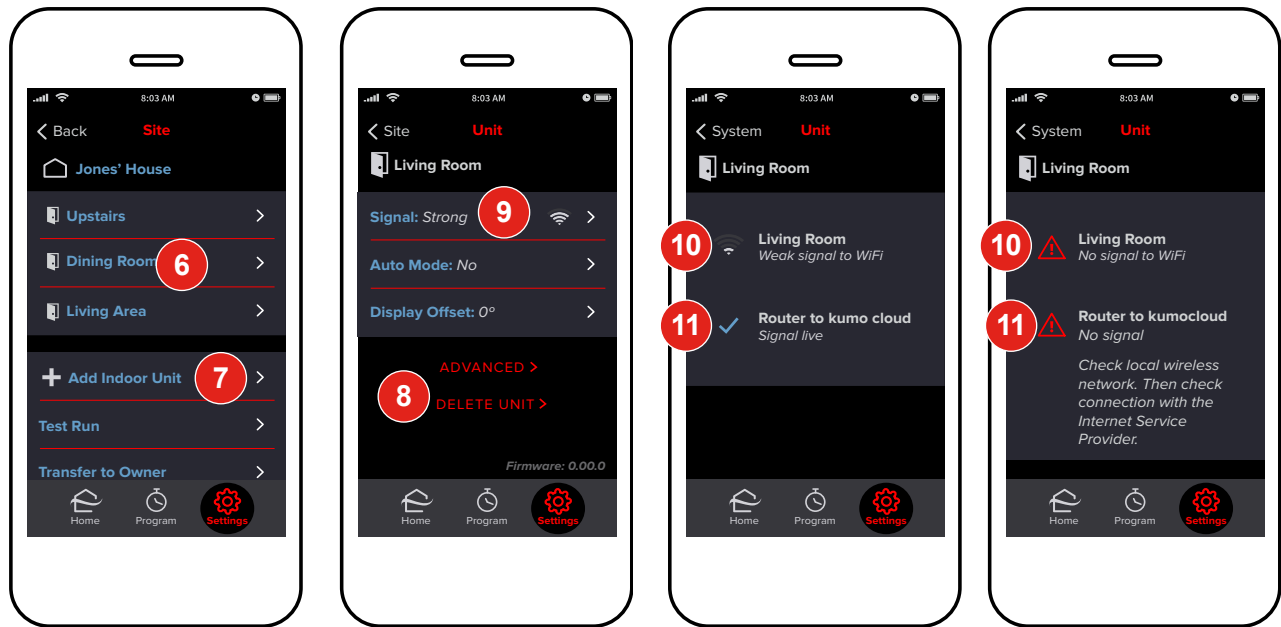 8:03 AM
Back
Site
Jones' House
Upstairs
Dining Room
6
Living Area
Add Indoor Unit
7
Test Run
Transfer to Owner
Home
Program
Settings
8:03 AM
Site
Unit
Living Room
Signal: Strong
9
Auto Mode: No
Display Offset: 0°
ADVANCED >
8
DELETE UNIT >
Firmware: 0.00.0
Home
Program
Settings
8:03 AM
System
Unit
Living Room
10
Living Room
Weak signal to WiFi
11
Router to kumo cloud
Signal live
Home
Program
Settings
8:03 AM
System
Unit
Living Room
10
Living Room
No signal to WiFi
11
Router to kumocloud
No signal
Check local wireless
network. Then check
connection with the
Internet Service
Provider.
Home
Program
Settings